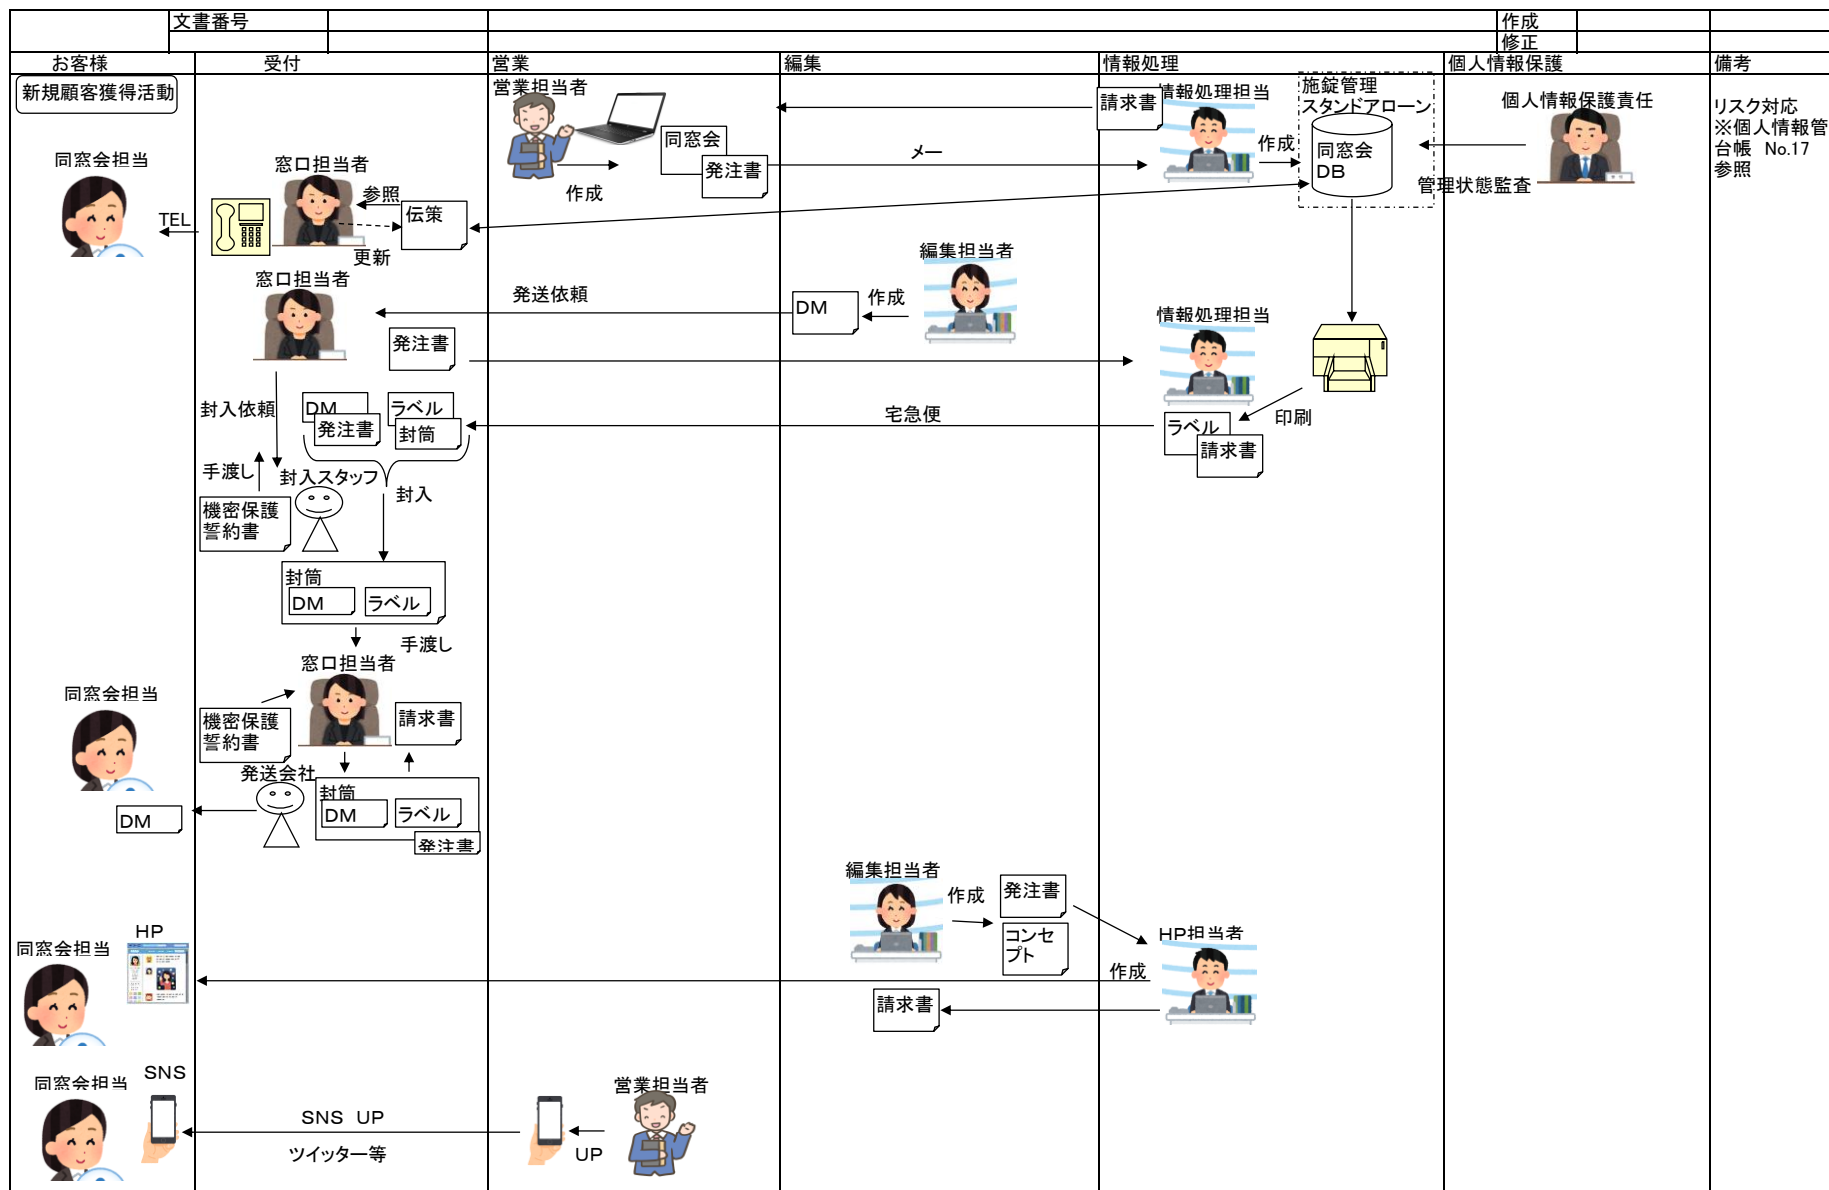 文書番号
作成
修正
お客様
受付
営業
編集
情報処理
個人情報保護
備考
新規顧客獲得活動
営業担当者
同窓会
発注書
作成
メー
請求書
情報処理担当
作成
施錠管理
スタンドアローン
同窓会
DB
個人情報保護責任
管理状態監査
リスク対応
※個人情報管
台帳 No.17
参照
同窓会担当
TEL
窓口担当者
参照
伝策
更新
窓口担当者
発送依頼
DM
作成
編集担当者
発注書
情報処理担当
封入依頼
DM
発注書
ラベル
封筒
宅急便
ラベル
請求書
印刷
手渡し
封入スタッフ
封入
機密保護
誓約書
封筒
DM
ラベル
手渡し
窓口担当者
同窓会担当
機密保護
誓約書
請求書
発送会社
封筒
DM
ラベル
発注書
DM
編集担当者
作成
発注書
コンセ
プト
HP担当者
作成
HP
同窓会担当
請求書
同窓会担当
SNS
SNS UP
ツイッター等
営業担当者
UP